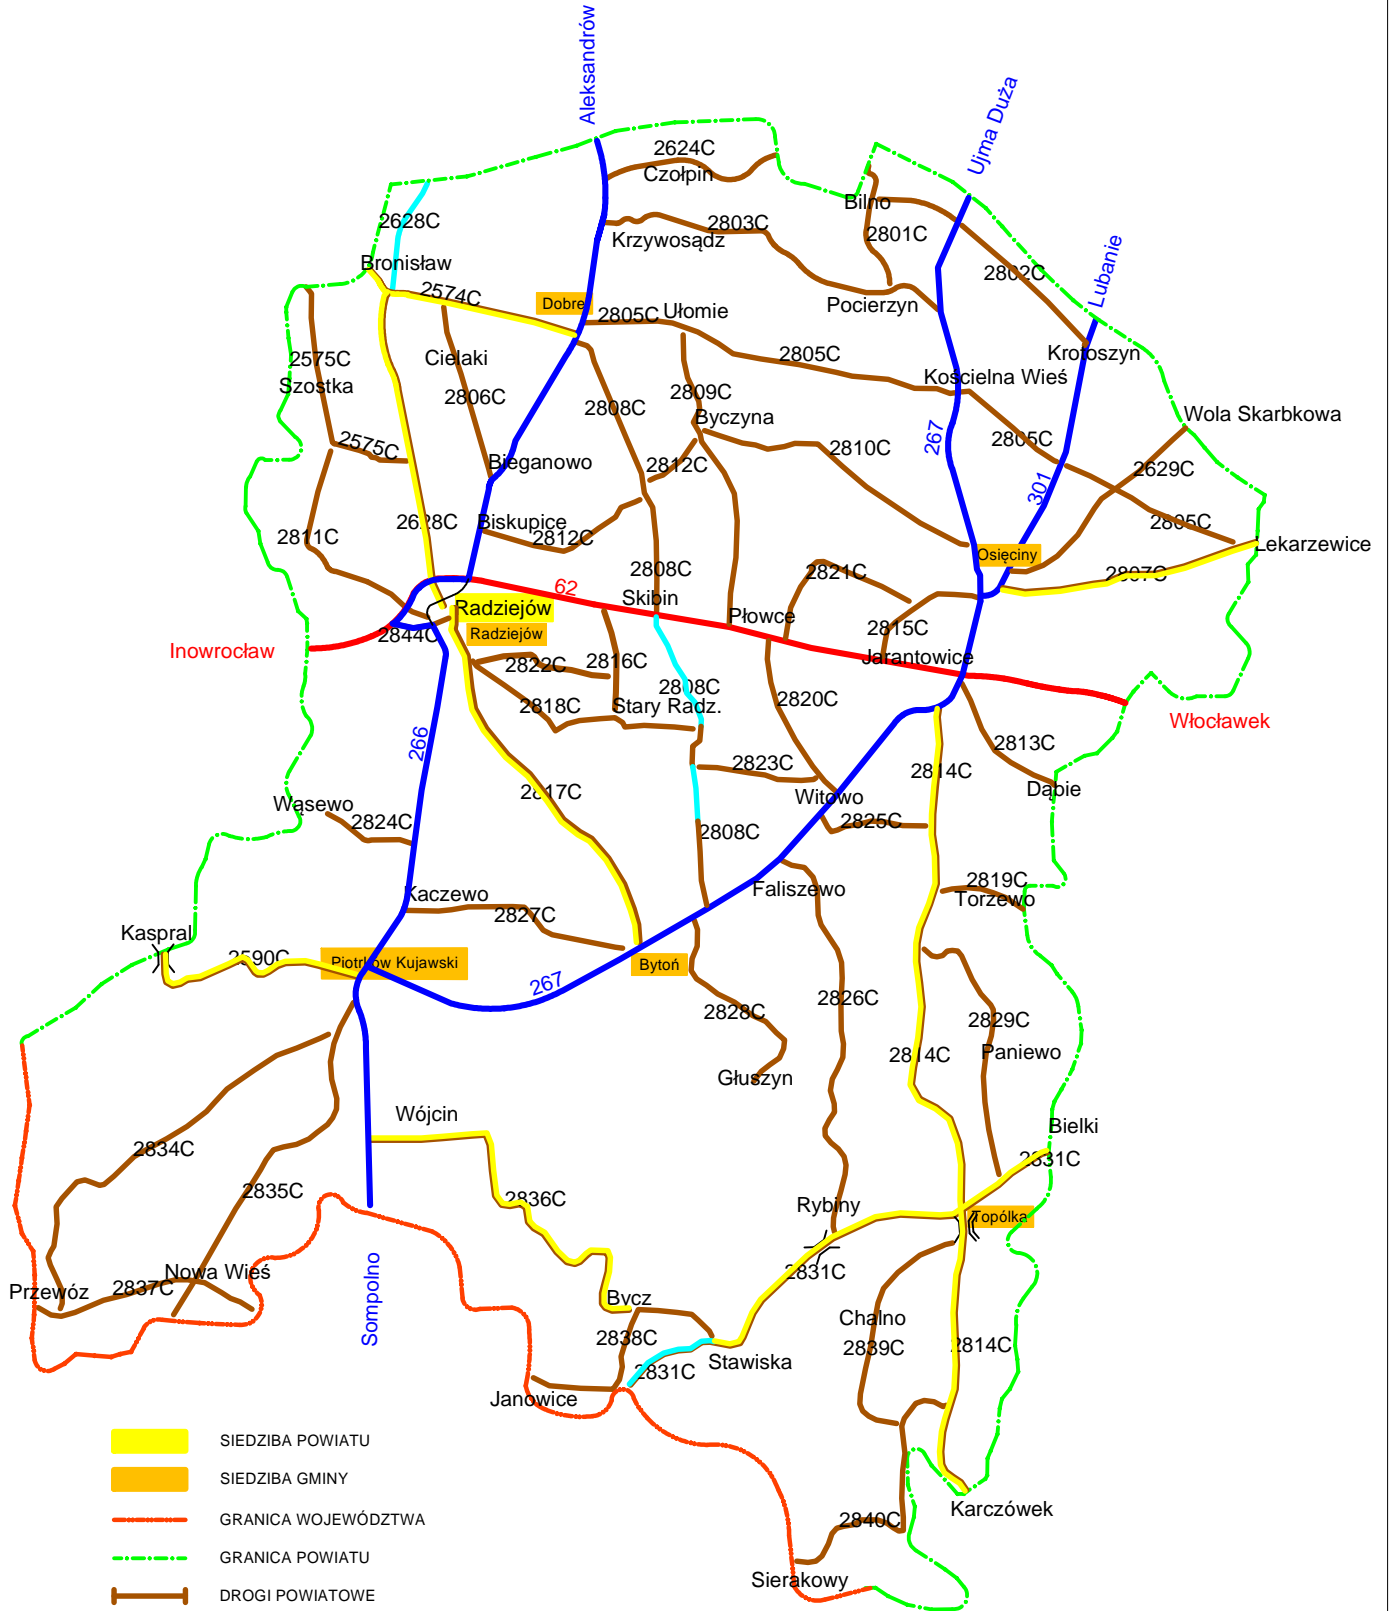 Aleksandrów
Ujma Duża
Lubanie
2624C
Czołpin
Bilno
2628C
2803C
2801C
Krzywosądz
Bronisław
2802C
2574C
Dobre
2805C
Ułomie
Pocierzyn
2575C
Szostka
Cielaki
2805C
Krotoszyn
Kościelna Wieś
2806C
2809C
2808C
Byczyna
Wola Skarbkowa
267
2575C
2805C
2810C
Bieganowo
2812C
2629C
301
2628C
Biskupice
2812C
2811C
2805C
Osięciny
Lekarzewice
2808C
2821C
2807C
62
Skibin
Radziejów
Płowce
2844C
Radziejów
2815C
Inowrocław
2822C
2816C
Jarantowice
2808C
2818C
Stary Radz.
2820C
Włocławek
266
2813C
2823C
2814C
2817C
Witowo
Dąbie
Wąsewo
2824C
2808C
2825C
Kaczewo
Faliszewo
2819C
Torzewo
2827C
Kaspral
2590C
Piotrków Kujawski
Bytoń
267
2826C
2828C
2829C
2814C
Paniewo
Głuszyn
Wójcin
Bielki
2834C
2831C
2835C
2836C
Rybiny
Topólka
Nowa Wieś
2831C
Przewóz
2837C
Sompolno
Bycz
Chalno
2838C
2839C
2814C
Stawiska
2831C
Janowice
SIEDZIBA POWIATU
SIEDZIBA GMINY
Karczówek
GRANICA WOJEWÓDZTWA
2840C
GRANICA POWIATU
Sierakowy
DROGI POWIATOWE